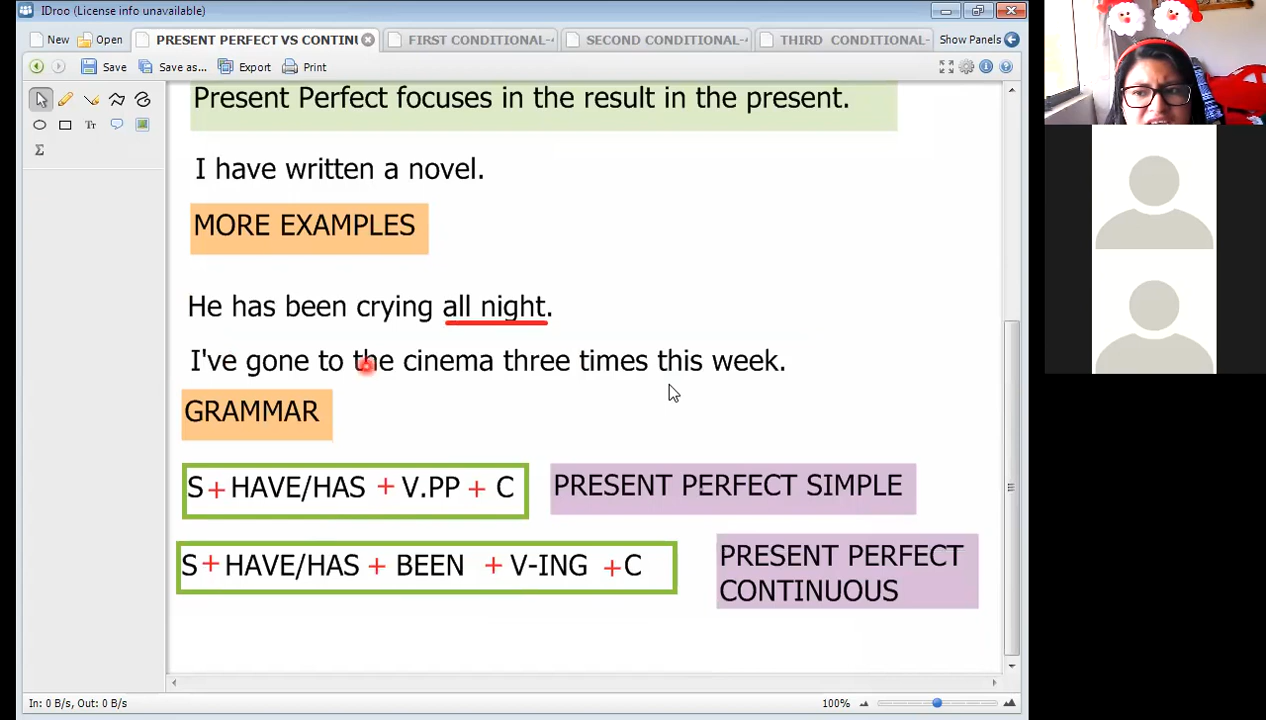 IDroo (License info unavailable)
New Open PRESENT PERFECT VS CONTINU FIRST CONDITIONAL- SECOND CONDITIONAL- THIRD CONDITIONAL- Show Panels
Save Save as... Export Print
Present Perfect focuses in the result in the present.
I have written a novel.
MORE EXAMPLES
He has been crying all night.
I've gone to the cinema three times this week.
GRAMMAR
S + HAVE/HAS + V.PP + C PRESENT PERFECT SIMPLE
S + HAVE/HAS + BEEN + V-ING + C PRESENT PERFECT
CONTINUOUS
In: 0 B/s, Out: 0 B/s 100%